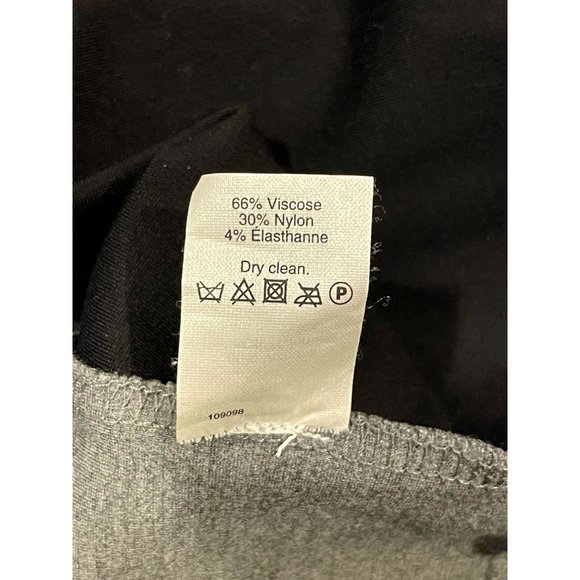 66% Viscose
30% Nylon
4% Élasthanne
Dry clean.
P
109098